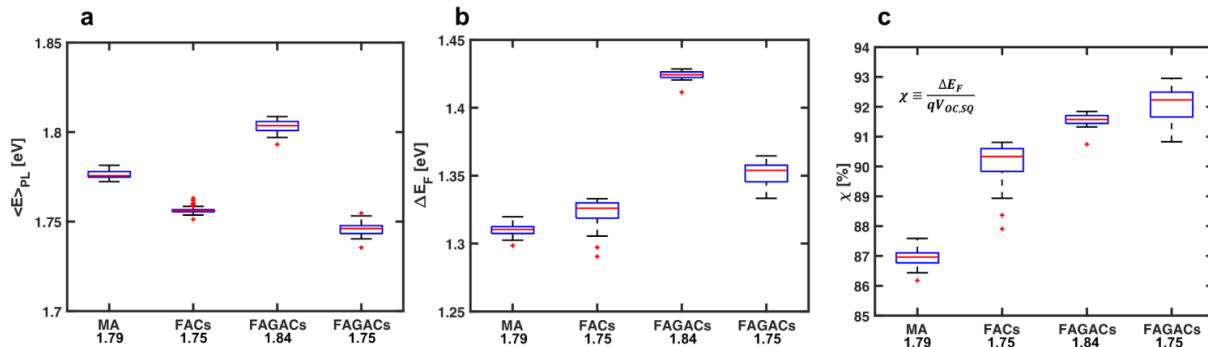 a
1.85
1.8
1.75
1.7
<E>PL [eV]
MA FACs FAGACs FAGACs
1.79 1.75 1.84 1.75
b
1.45
1.4
1.35
1.3
1.25
ΔEF [eV]
MA FACs FAGACs FAGACs
1.79 1.75 1.84 1.75
c
94
93
92
91
90
89
88
87
86
85
χ [%]
χ ≡ ΔEF / qVOC,SQ
MA FACs FAGACs FAGACs
1.79 1.75 1.84 1.75